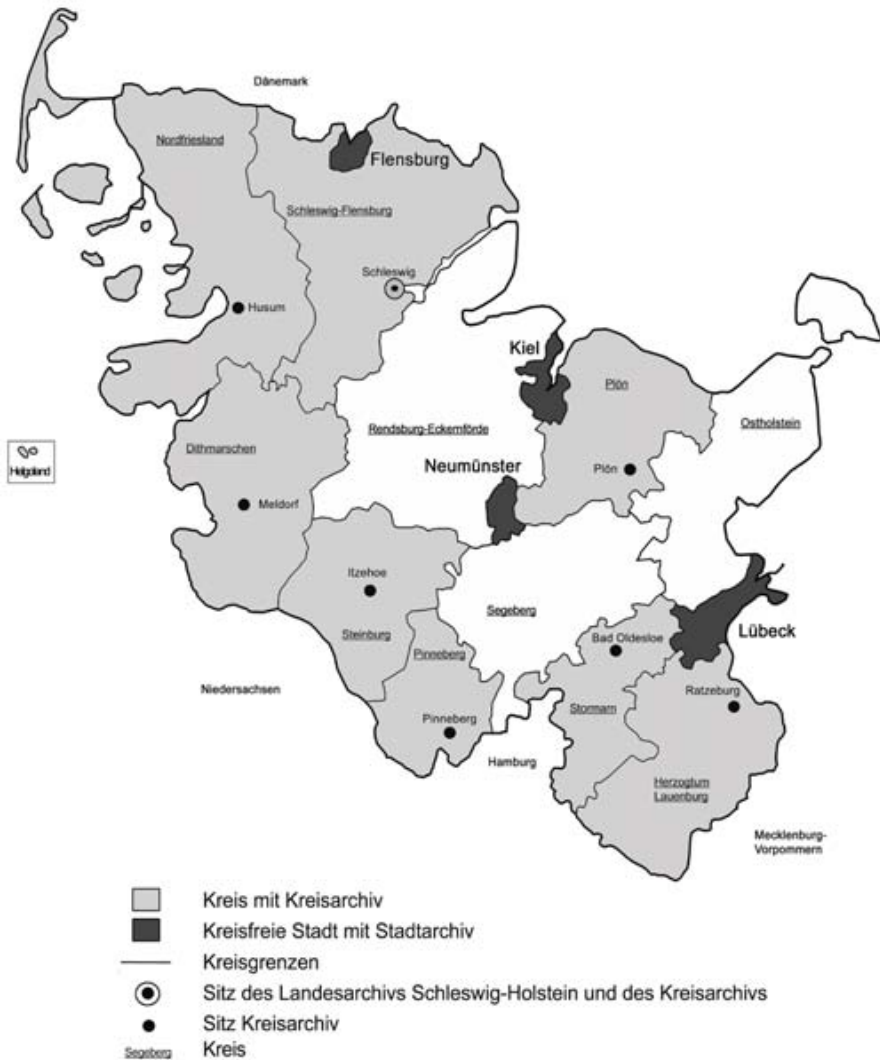 Dänemark
Nordfriesland
Flensburg
Schleswig-Flensburg
Schleswig
Husum
Kiel
Plön
Ostholstein
Rendsburg-Eckernförde
Dithmarschen
Neumünster
Plön
Helgoland
Meldorf
Itzehoe
Segeberg
Steinburg
Bad Oldesloe
Lübeck
Pinneberg
Niedersachsen
Ratzeburg
Stormarn
Pinneberg
Hamburg
Herzogtum
Lauenburg
Mecklenburg-
Vorpommern
Kreis mit Kreisarchiv
Kreisfreie Stadt mit Stadtarchiv
Kreisgrenzen
Sitz des Landesarchivs Schleswig-Holstein und des Kreisarchivs
Sitz Kreisarchiv
Segeberg Kreis